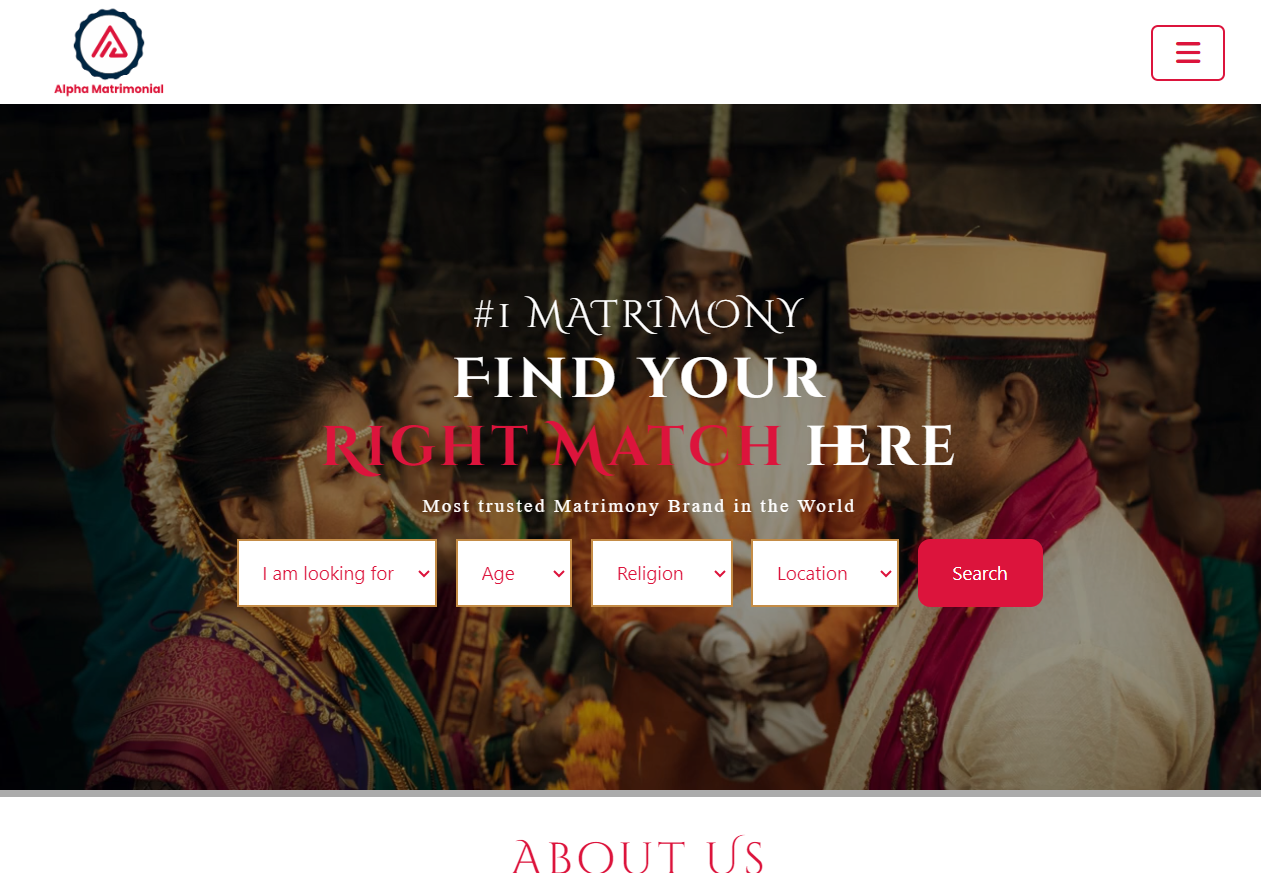 Alpha Matrimonial
#1 MATRIMONY
FIND YOUR
RIGHT MATCH HERE
Most trusted Matrimony Brand in the World
I am looking for
Age
Religion
Location
Search
ABOUT US